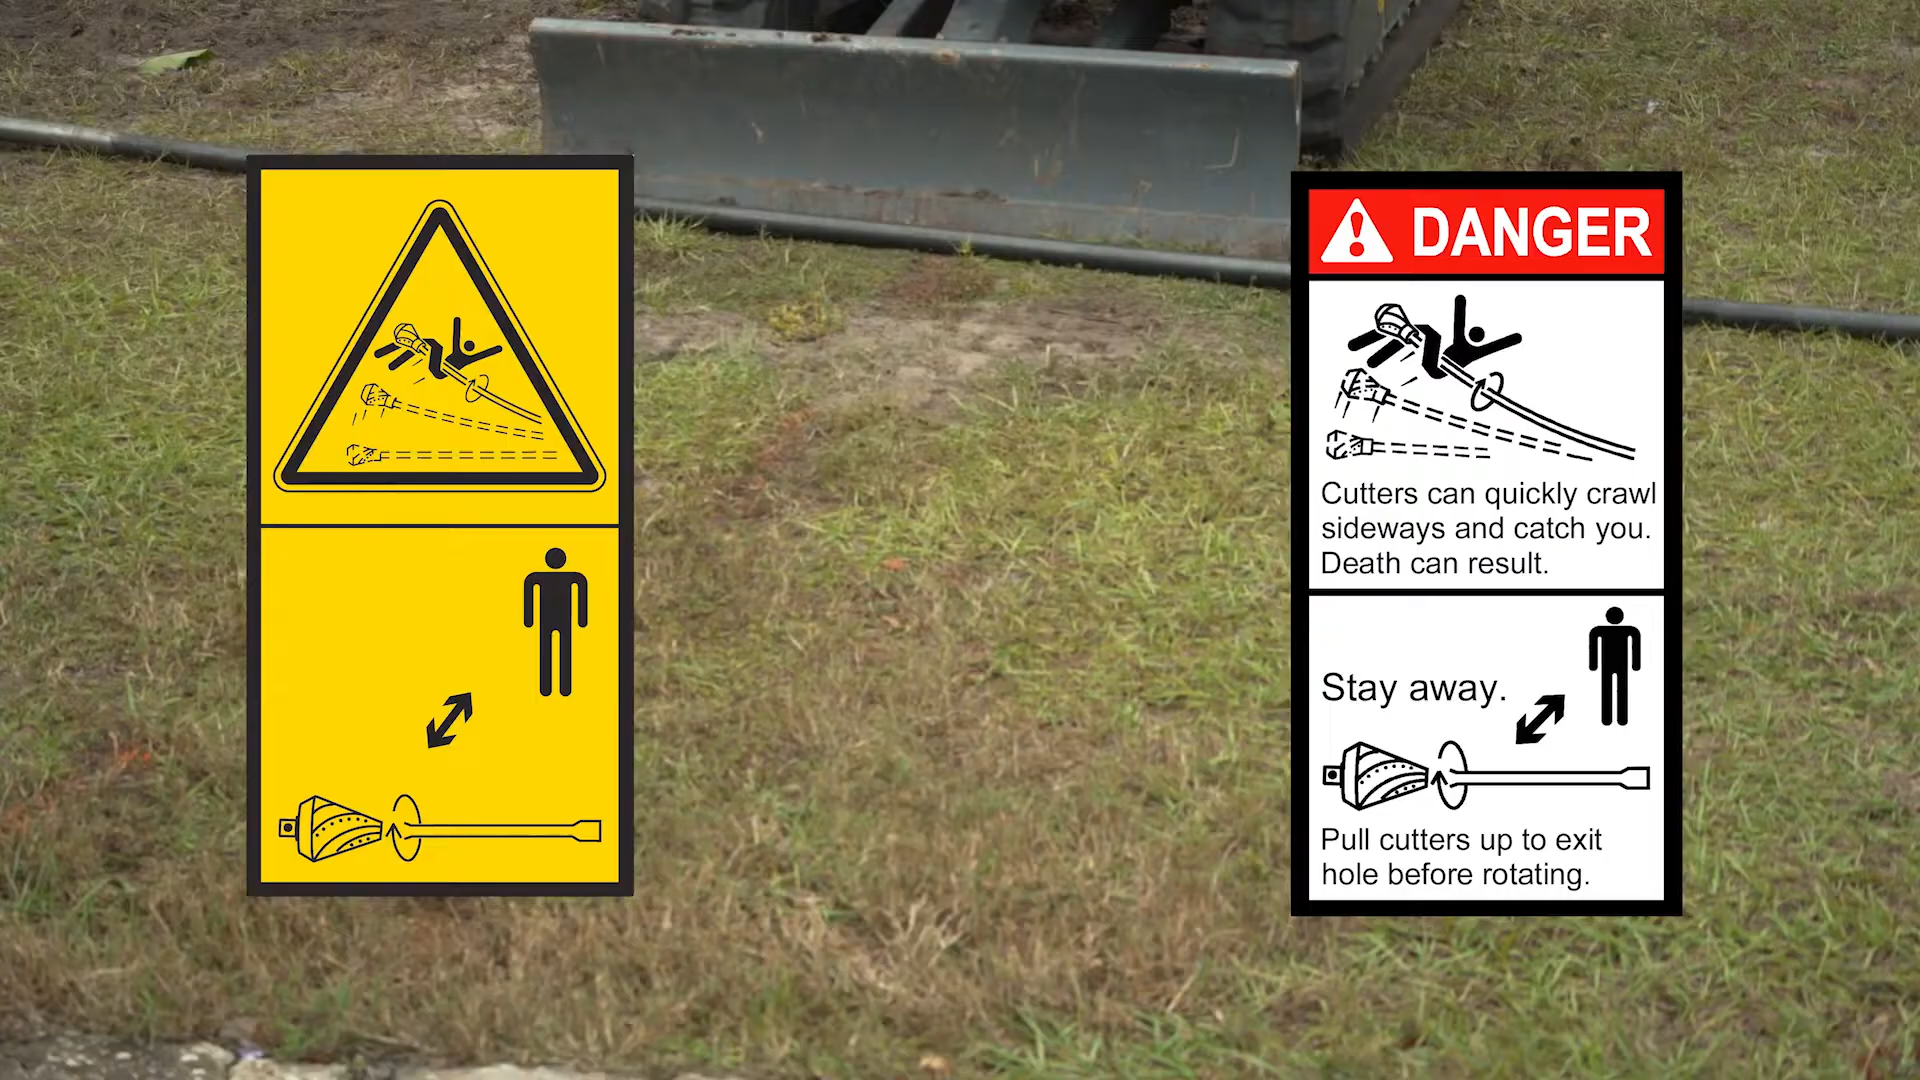 DANGER
Cutters can quickly crawl
sideways and catch you.
Death can result.
Stay away.
Pull cutters up to exit
hole before rotating.